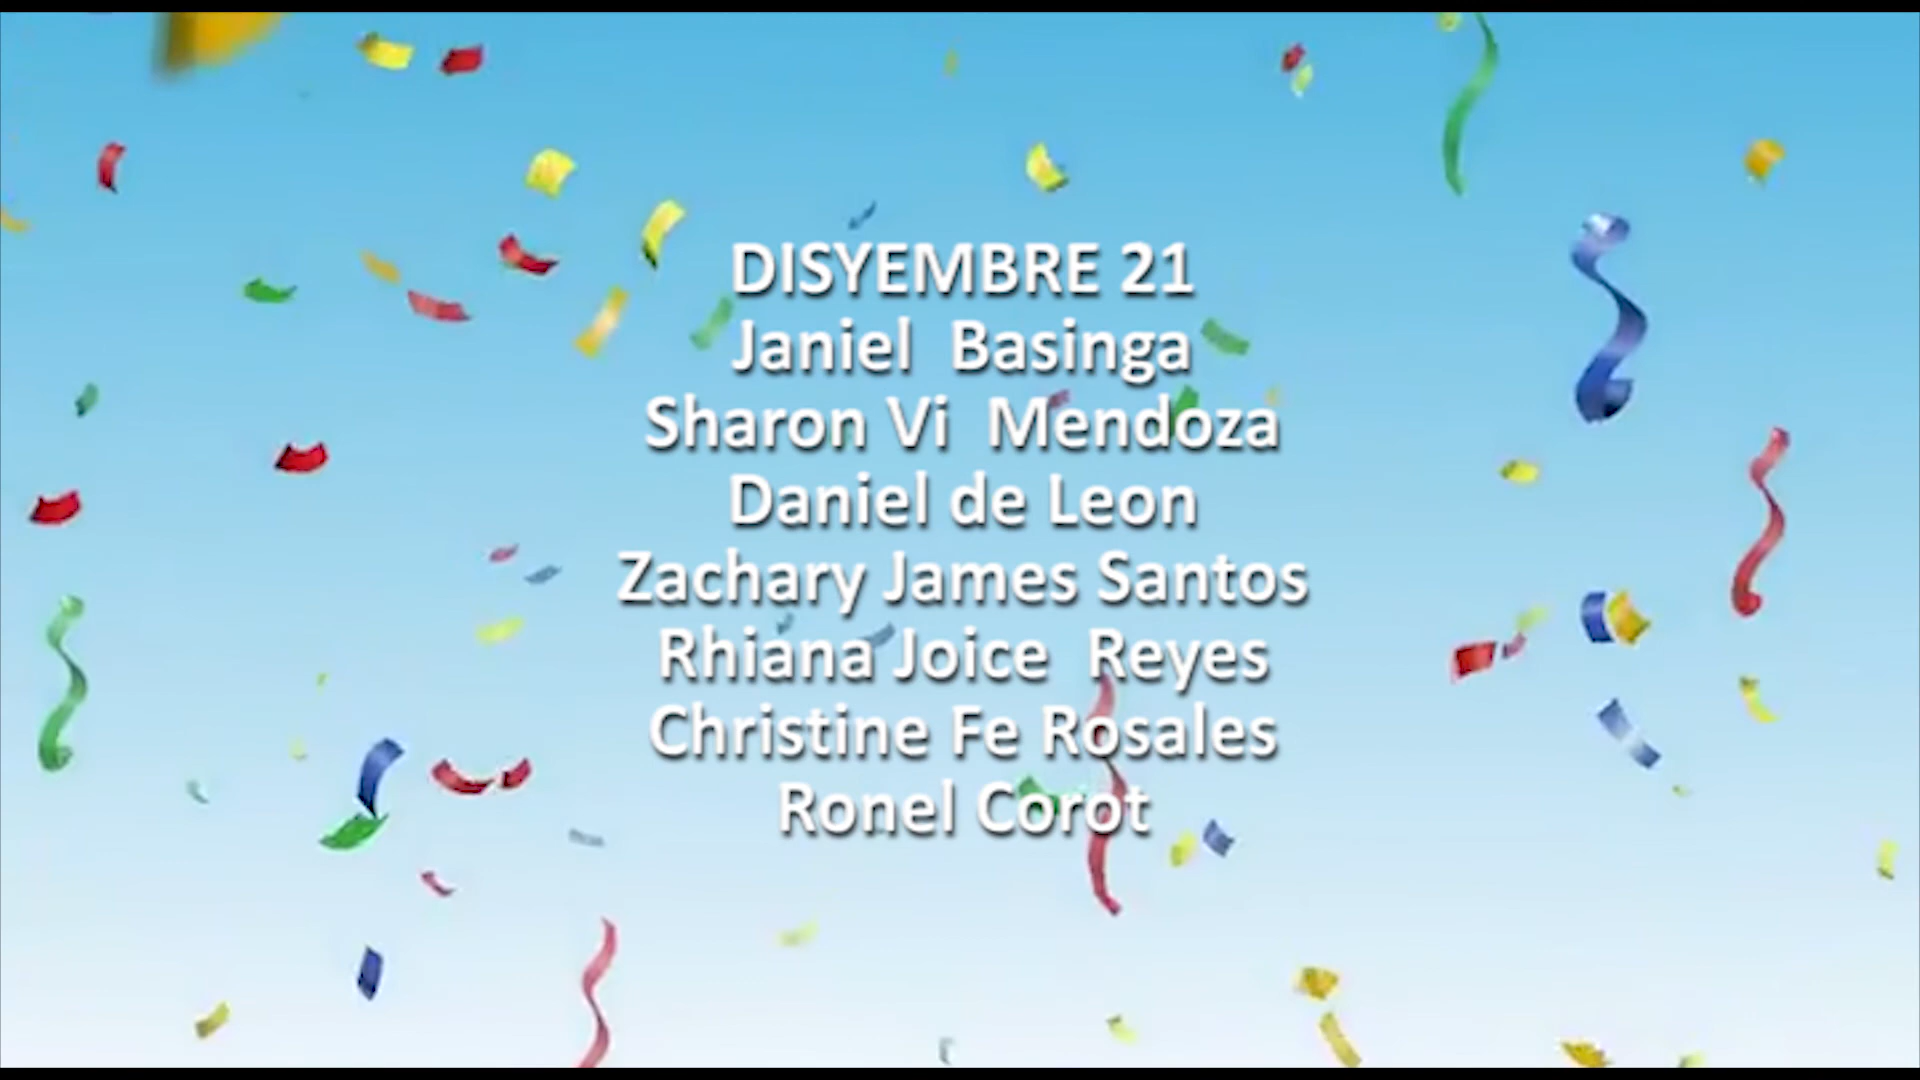 DISYEMBRE 21
Janiel  Basinga
Sharon Vi  Mendoza
Daniel de Leon
Zachary James Santos
Rhiana Joice  Reyes
Christine Fe Rosales
Ronel Corot